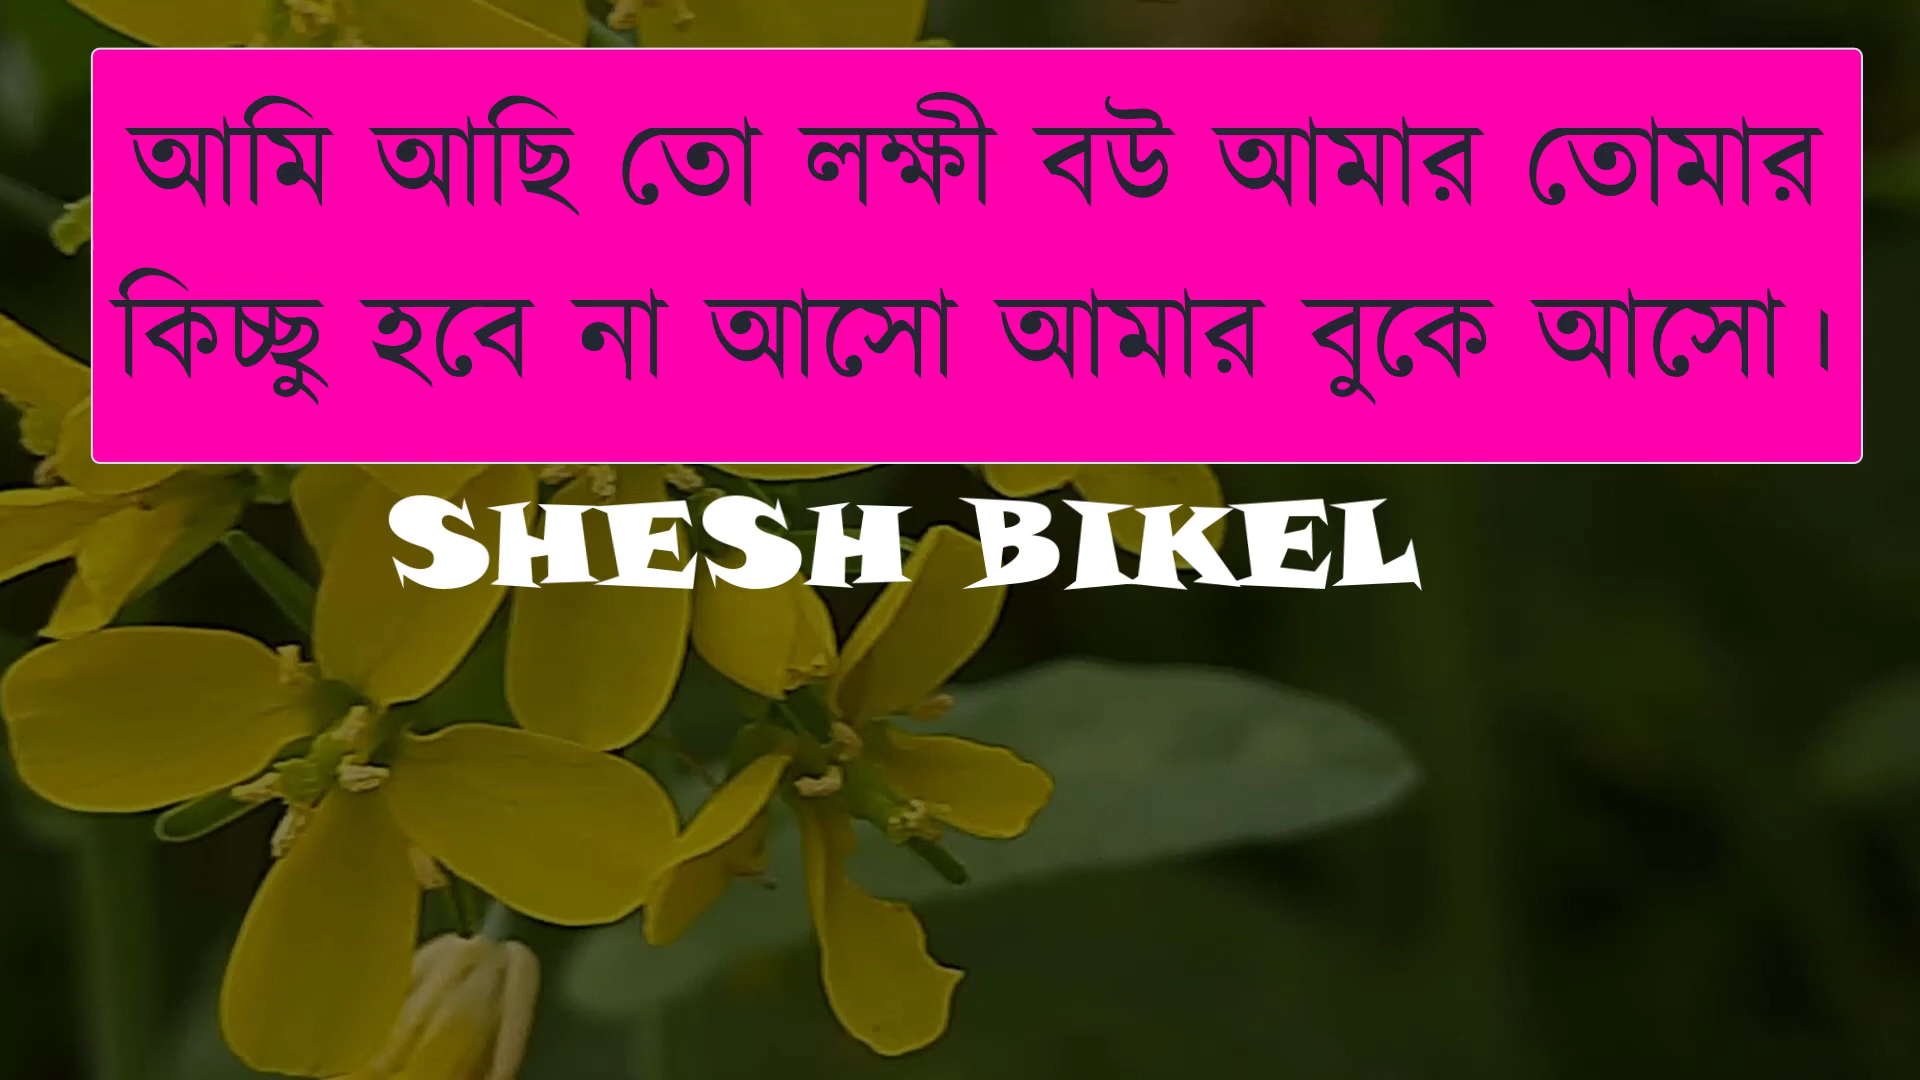 আমি আছি তো লক্ষী বউ আমার তোমার
কিচ্ছু হবে না আসো আমার বুকে আসো।
SHESH BIKEL